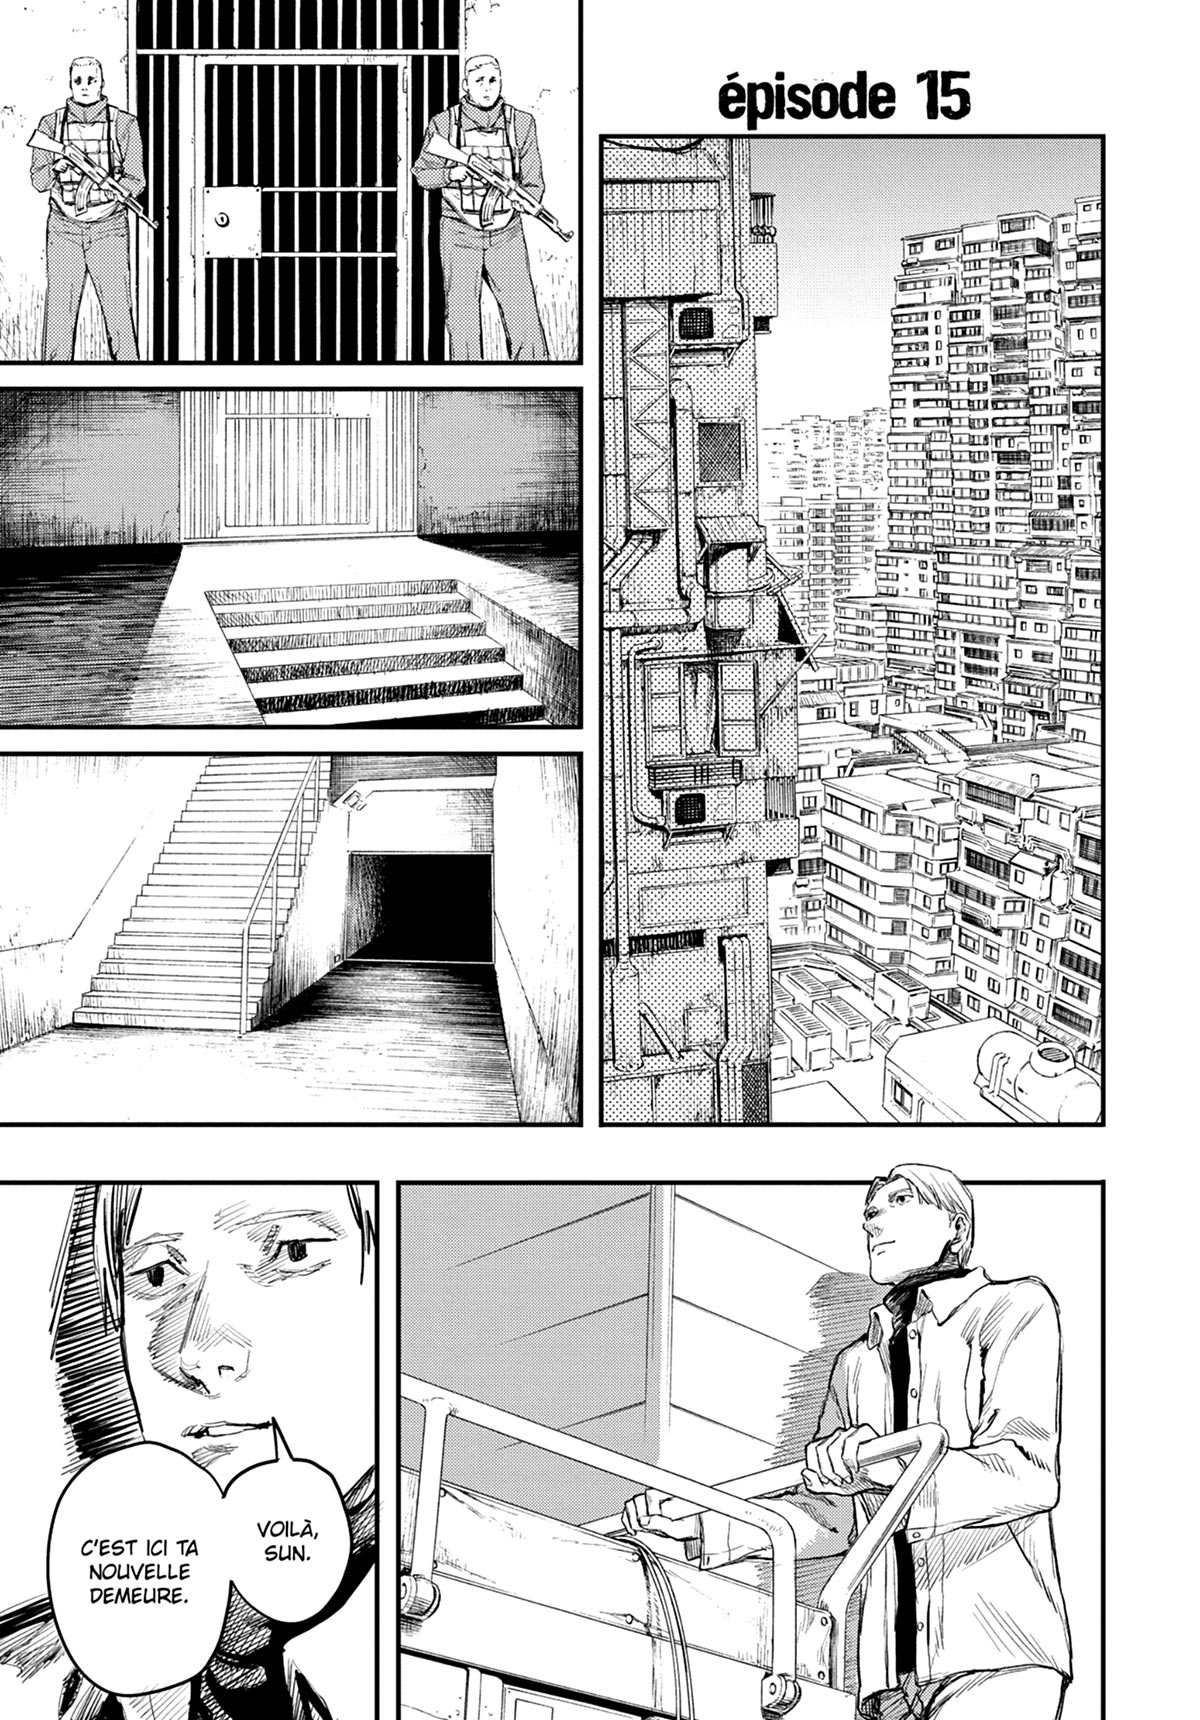 épisode 15
VOILÀ,
SUN.
C'EST ICI TA
NOUVELLE
DEMEURE.